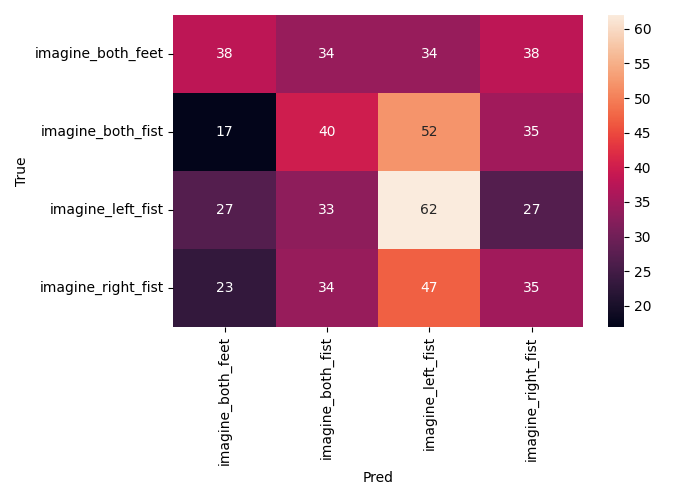 True
imagine_both_feet 38 34 34 38
imagine_both_fist 17 40 52 35
imagine_left_fist 27 33 62 27
imagine_right_fist 23 34 47 35
imagine_both_feet
imagine_both_fist
imagine_left_fist
imagine_right_fist
Pred
60
55
50
45
40
35
30
25
20